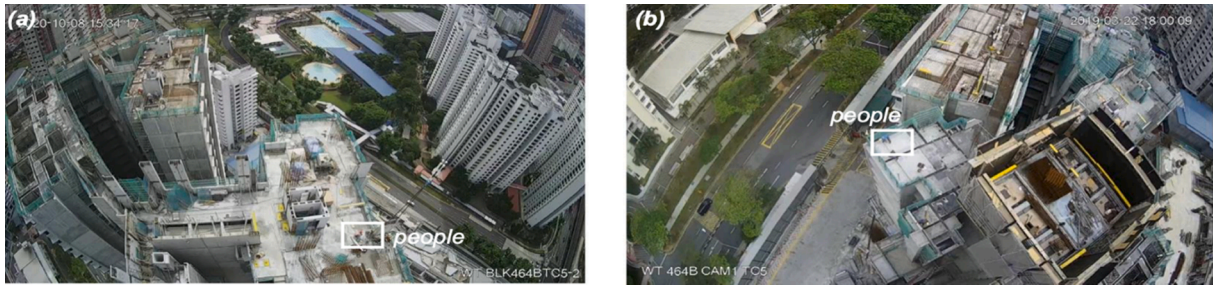 (a)
2020-10-08 15:34:17
people
WT BLK464BTC5-2
(b)
2019-03-22 18:00:09
people
WT 464B CAM1 TC5